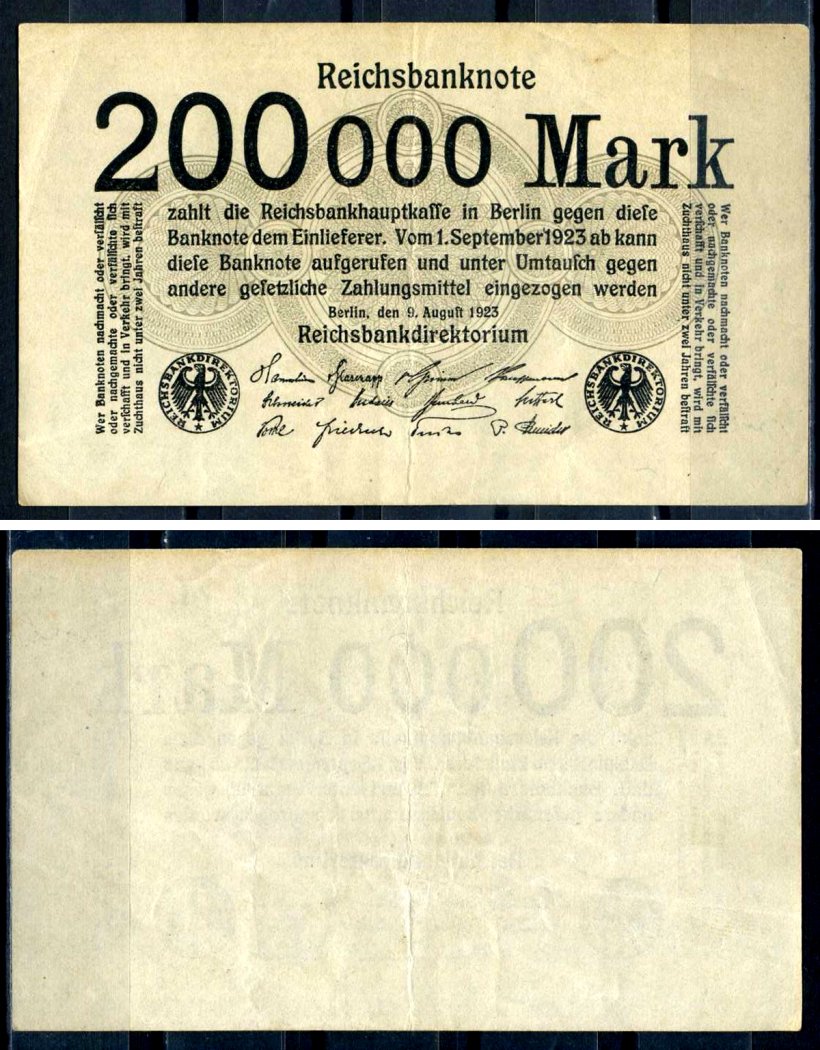 Reichsbanknote
200000 Mark
zahlt die Reichsbankhauptkaſſe in Berlin gegen dieſe
Banknote dem Einlieferer. Vom 1. September 1923 ab kann
dieſe Banknote aufgerufen und unter Umtauſch gegen
andere geſetzliche Zahlungsmittel eingezogen werden
Berlin, den 9. Auguſt 1923
Reichsbankdirektorium
Wer Banknoten nachmacht oder verfälſcht
oder nachgemachte oder verfälſchte ſich
verſchafft und in Verkehr bringt, wird mit
Zuchthaus nicht unter zwei Jahren beſtraft
Wer Banknoten nachmacht oder verfälſcht
oder nachgemachte oder verfälſchte ſich
verſchafft und in Verkehr bringt, wird mit
Zuchthaus nicht unter zwei Jahren beſtraft
REICHSBANKDIREKTORIUM
REICHSBANKDIREKTORIUM
Schneider
Friedrich
P. Schneider